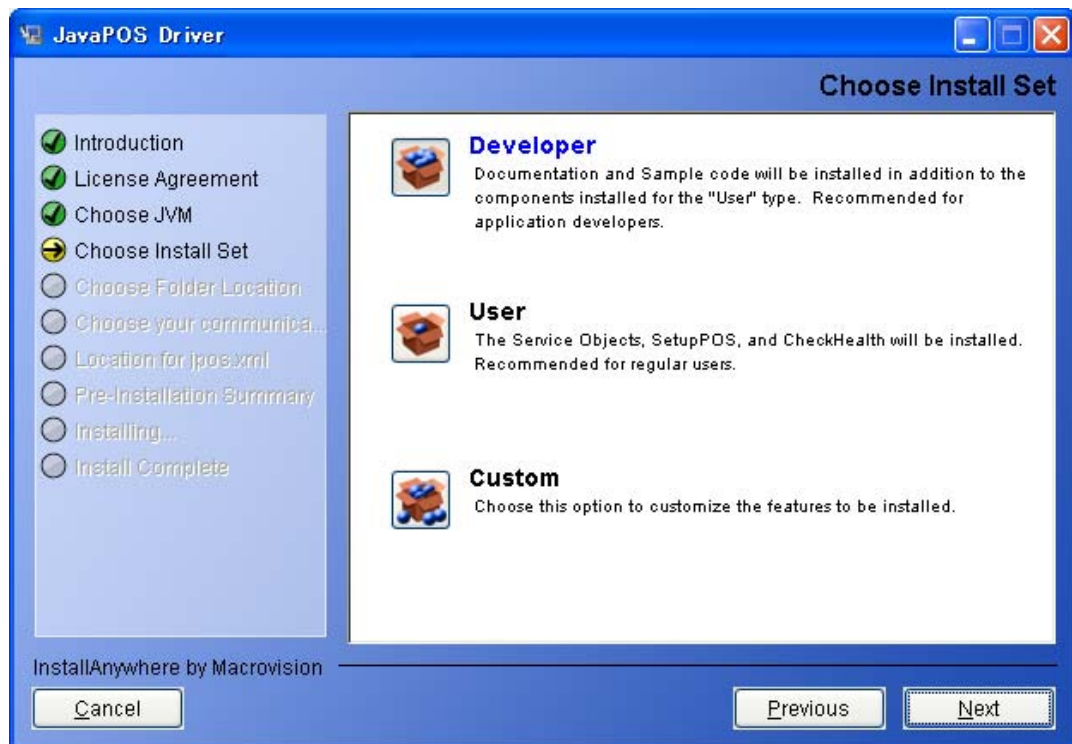 JavaPOS Driver
Choose Install Set
Introduction
License Agreement
Choose JVM
Choose Install Set
Choose Folder Location
Choose your communica...
Location for jpos.xml
Pre-Installation Summary
Installing...
Install Complete
Developer
Documentation and Sample code will be installed in addition to the
components installed for the "User" type. Recommended for
application developers.
User
The Service Objects, SetupPOS, and CheckHealth will be installed.
Recommended for regular users.
Custom
Choose this option to customize the features to be installed.
InstallAnywhere by Macrovision
Cancel
Previous
Next